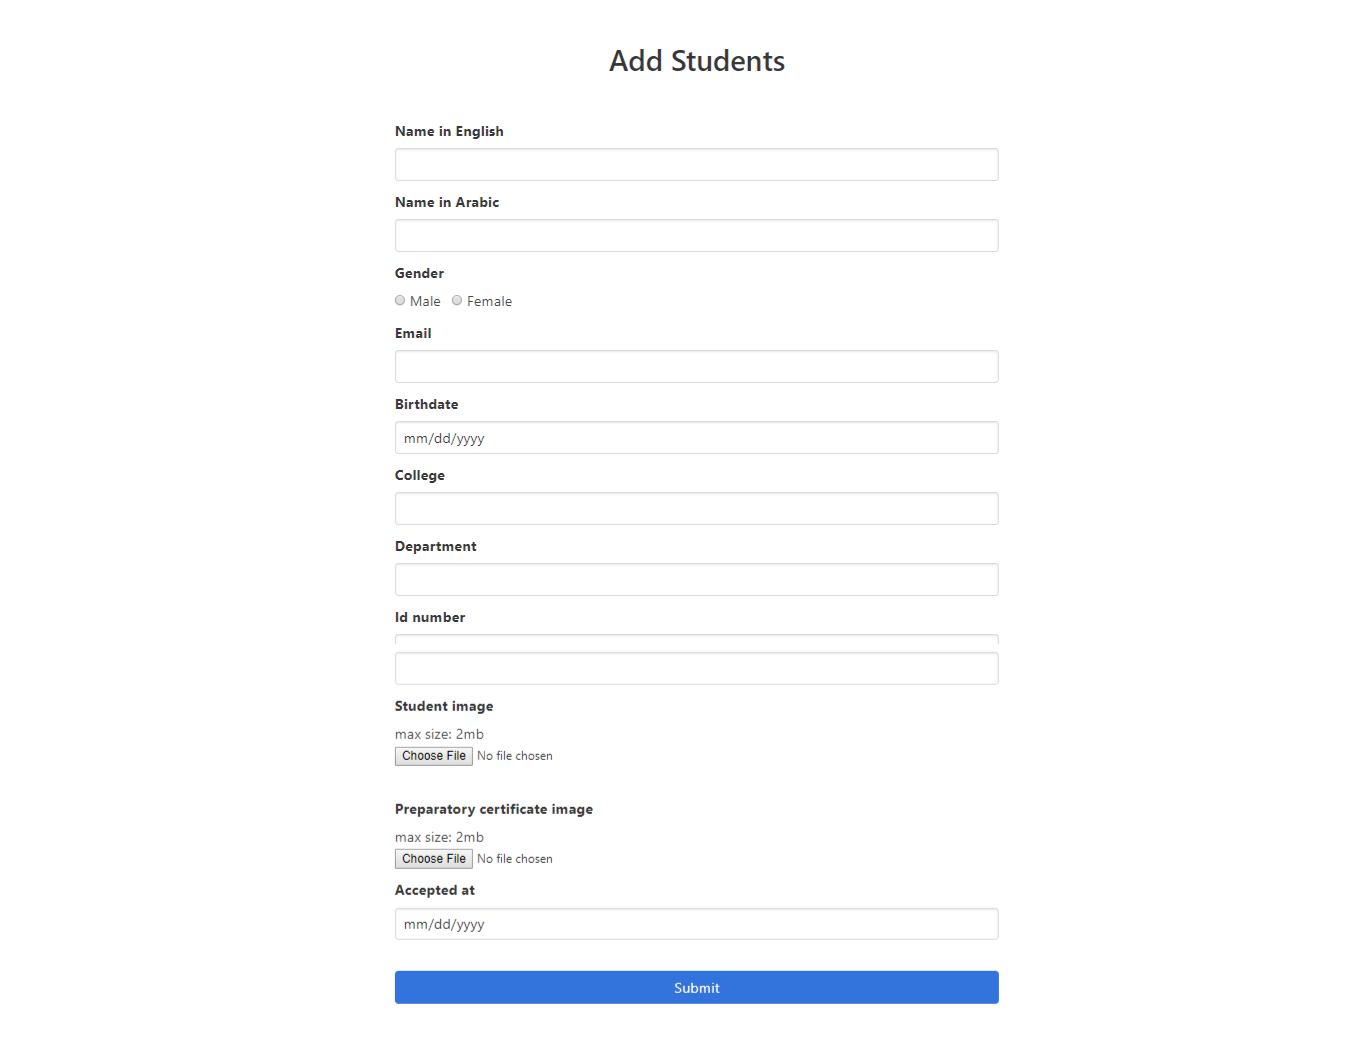 Add Students
Name in English
Name in Arabic
Gender
Male Female
Email
Birthdate
mm/dd/yyyy
College
Department
Id number
Student image
max size: 2mb
Choose File No file chosen
Preparatory certificate image
max size: 2mb
Choose File No file chosen
Accepted at
mm/dd/yyyy
Submit